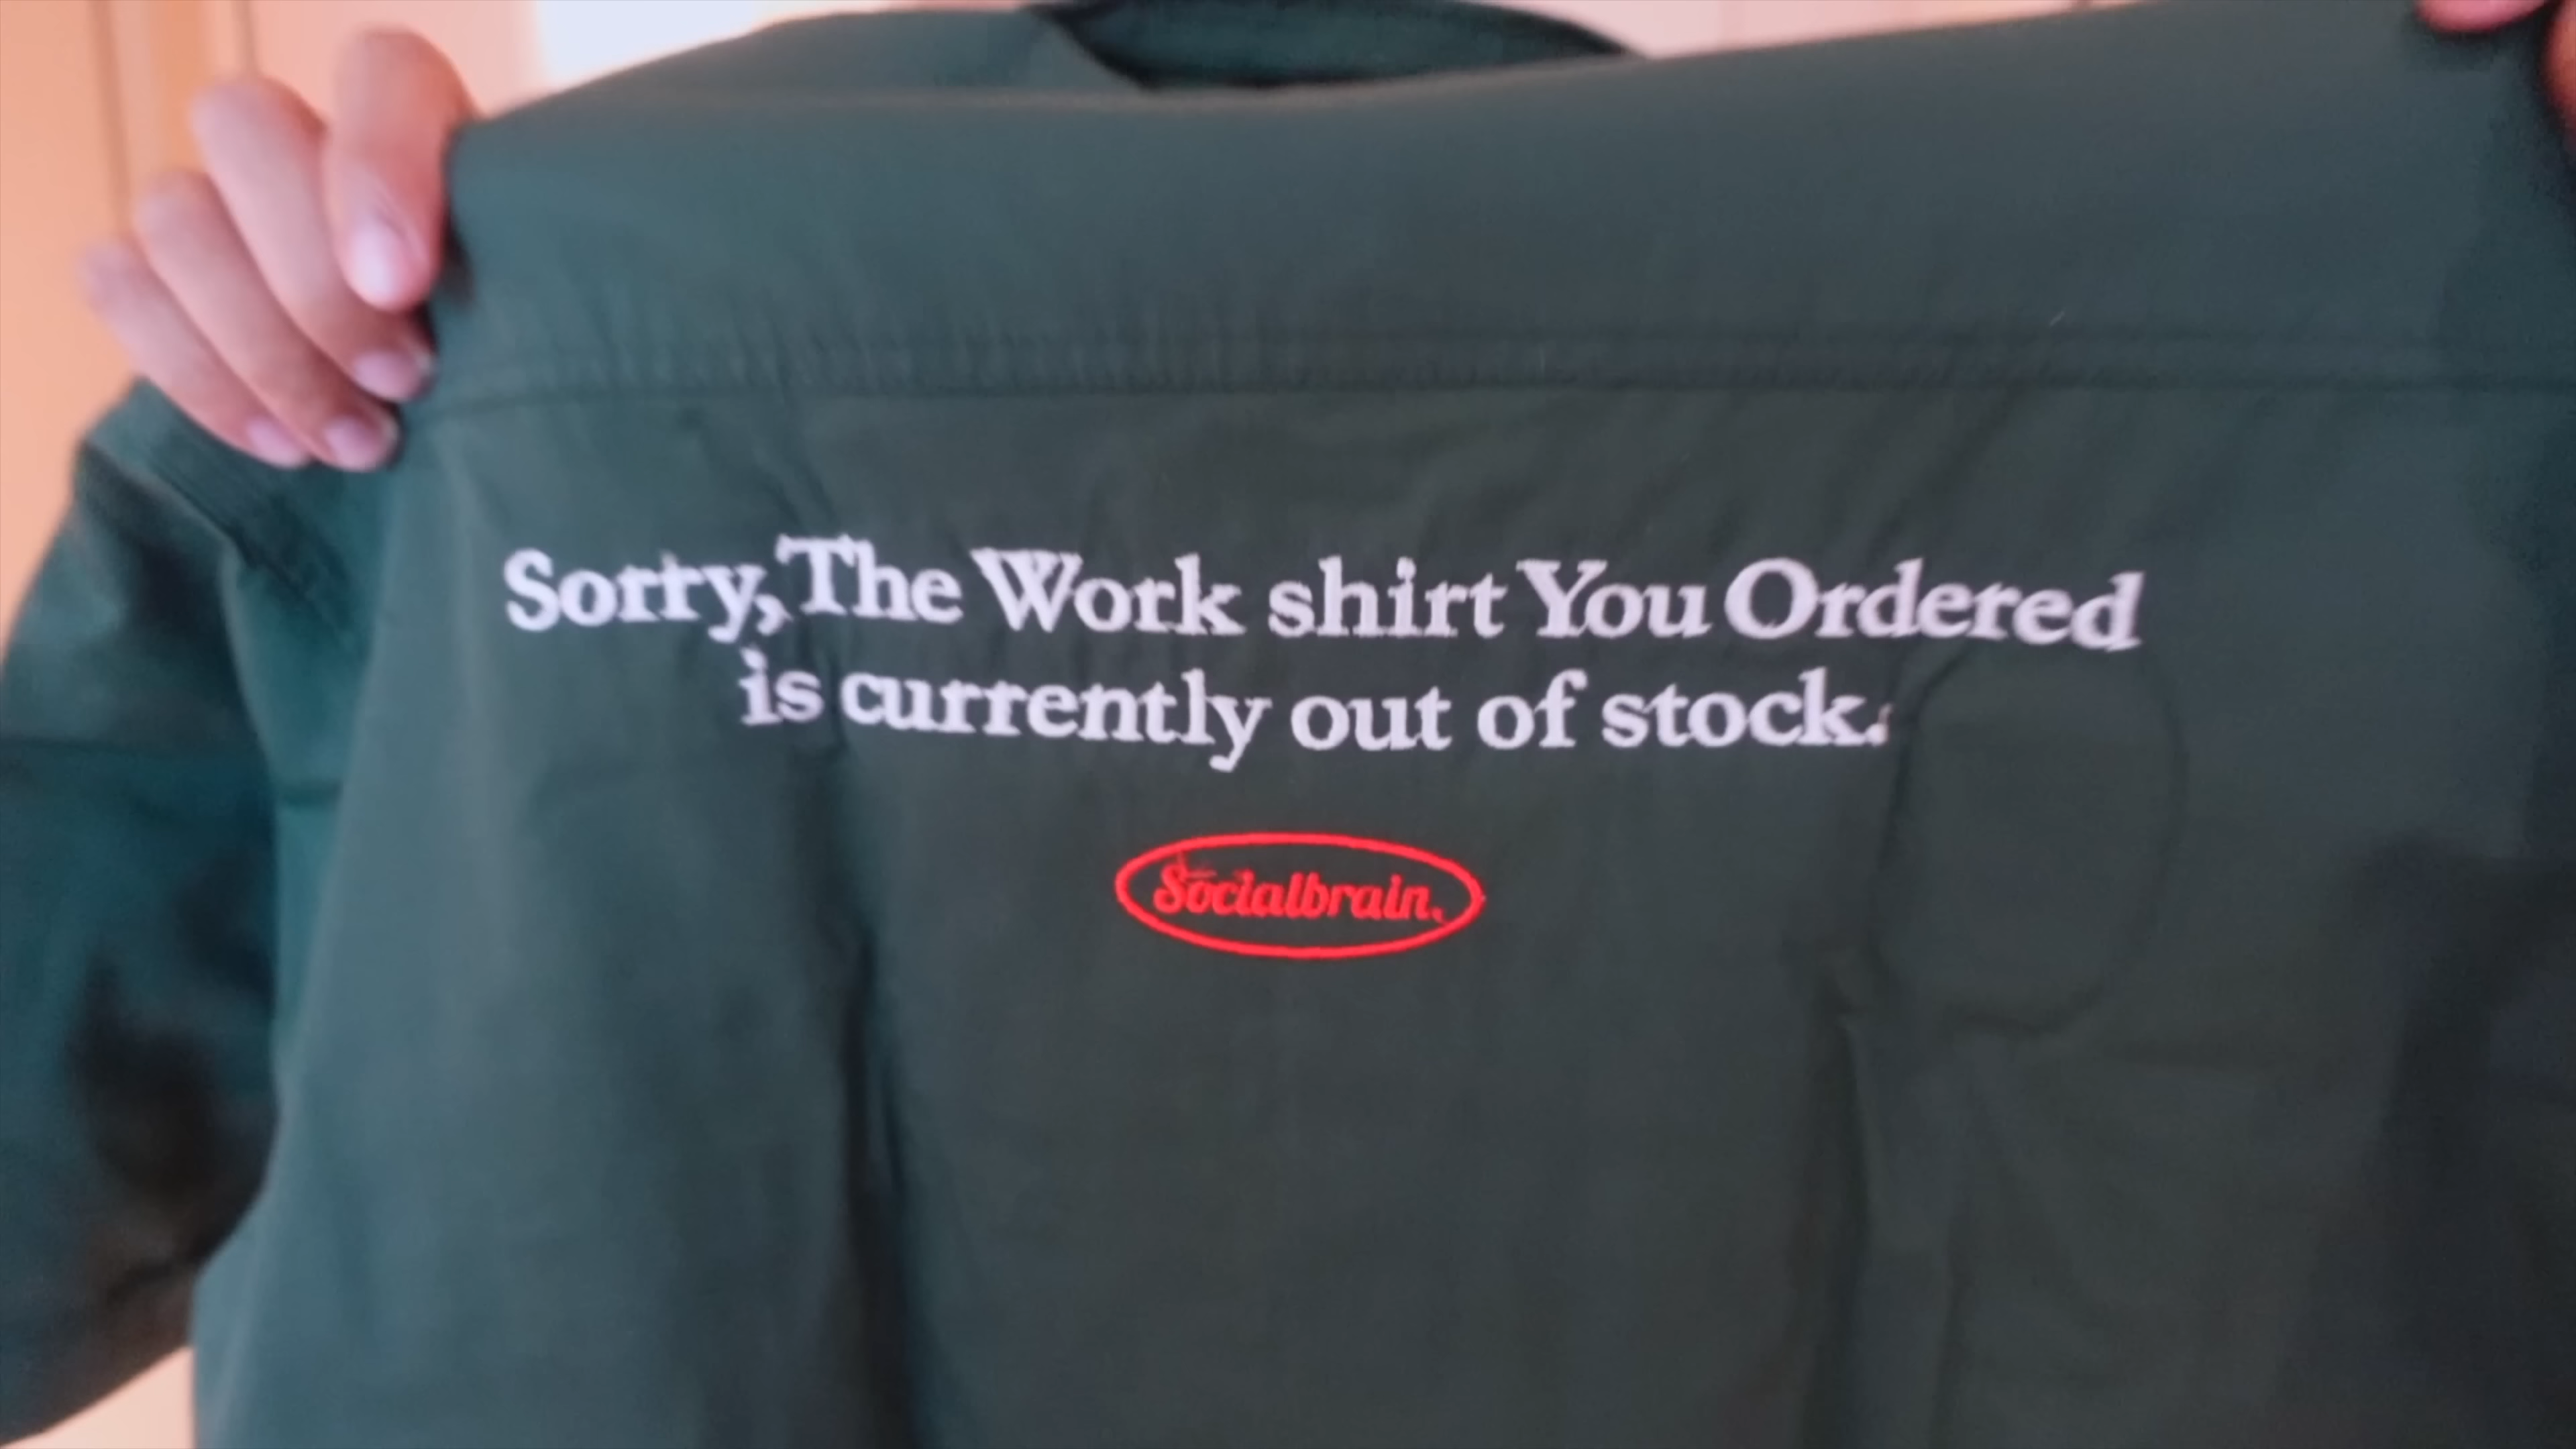 Sorry, The Work shirt You Ordered
is currently out of stock.
Socialbrain.